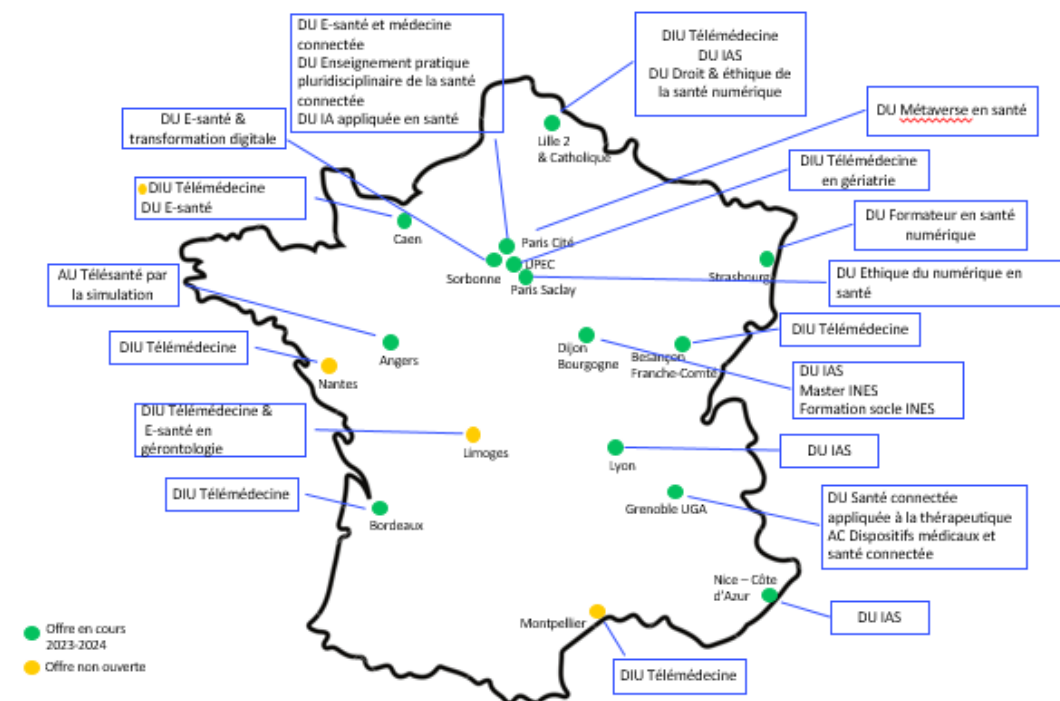 DU E-santé et médecine
connectée
DU Enseignement pratique
pluridisciplinaire de la santé
connectée
DU IA appliquée en santé
DIU Télémédecine
DU IAS
DU Droit & éthique de
la santé numérique
DU E-santé &
transformation digitale
DU Métaverse en santé
Lille 2
& Catholique
DIU Télémédecine
en gériatrie
DIU Télémédecine
DU E-santé
Caen
DU Formateur en santé
numérique
Paris Cité
UPEC
Sorbonne
Paris Saclay
Strasbourg
DU Ethique du numérique en
santé
AU Télésanté par
la simulation
DIU Télémédecine
Angers
Nantes
Dijon
Bourgogne
Besançon
Franche-Comté
DIU Télémédecine
DU IAS
Master INES
Formation socle INES
DIU Télémédecine &
E-santé en
gérontologie
Limoges
Lyon
DU IAS
DIU Télémédecine
Bordeaux
Grenoble UGA
DU Santé connectée
appliquée à la thérapeutique
AC Dispositifs médicaux et
santé connectée
Nice – Côte
d'Azur
DU IAS
Montpellier
DIU Télémédecine
Offre en cours
2023-2024
Offre non ouverte